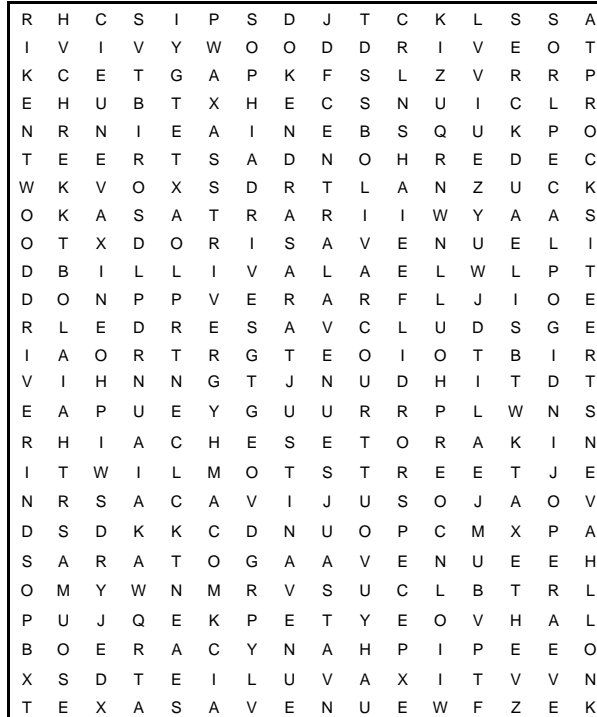 R H C S I P S D J T C K L S S A
I V I V Y W O O D D R I V E O T
K C E T G A P K F S L Z V R R P
E H U B T X H E C S N U I C L R
N R N I E A I N E B S Q U K P O
T E E R T S A D N O H R E D E C
W K V O X S D R T L A N Z U C K
O K A S A T R A R I I W Y A A S
O T X D O R I S A V E N U E L I
D B I L L I V A L A E L W L P T
D O N P P V E R A R F L J I O E
R L E D R E S A V C L U D S G E
I A O R T R G T E O I O T B I R
V I H N N G T J N U D H I T D T
E A P U E Y G U U R R P L W N S
R H I A C H E S E T O R A K I N
I T W I L M O T S T R E E T J E
N R S A C A V I J U S O J A O V
D S D K K C D N U O P C M X P A
S A R A T O G A A V E N U E E H
O M Y W N M R V S U C L B T R L
P U J Q E K P E T Y E O V H A L
B O E R A C Y N A H P I P E E O
X S D T E I L U V A X I T V V N
T E X A S A V E N U E W F Z E K